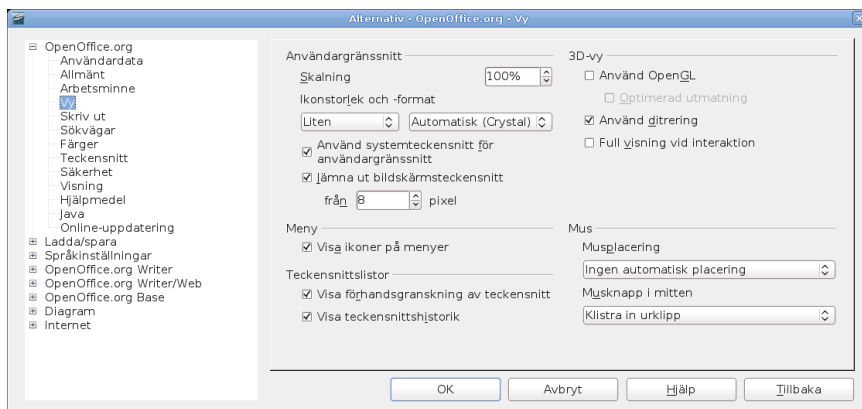 Alternativ - OpenOffice.org - Vy
OpenOffice.org
Användardata
Allmänt
Arbetsminne
Vy
Skriv ut
Sökvägar
Färger
Teckensnitt
Säkerhet
Visning
Hjälpmedel
Java
Online-uppdatering
Ladda/spara
Språkinställningar
OpenOffice.org Writer
OpenOffice.org Writer/Web
OpenOffice.org Base
Diagram
Internet
Användargränssnitt
Skalning 100%
Ikonstorlek och -format
Liten Automatisk (Crystal)
Använd systemteckensnitt för
användargränssnitt
Jämna ut bildskärmsteckensnitt
från 8 pixel
Meny
Visa ikoner på menyer
Teckensnittslistor
Visa förhandsgranskning av teckensnitt
Visa teckensnittshistorik
3D-vy
Använd OpenGL
Optimerad utmatning
Använd ditrering
Full visning vid interaktion
Mus
Musplacering
Ingen automatisk placering
Musknapp i mitten
Klistra in urklipp
OK Avbryt Hjälp Tillbaka